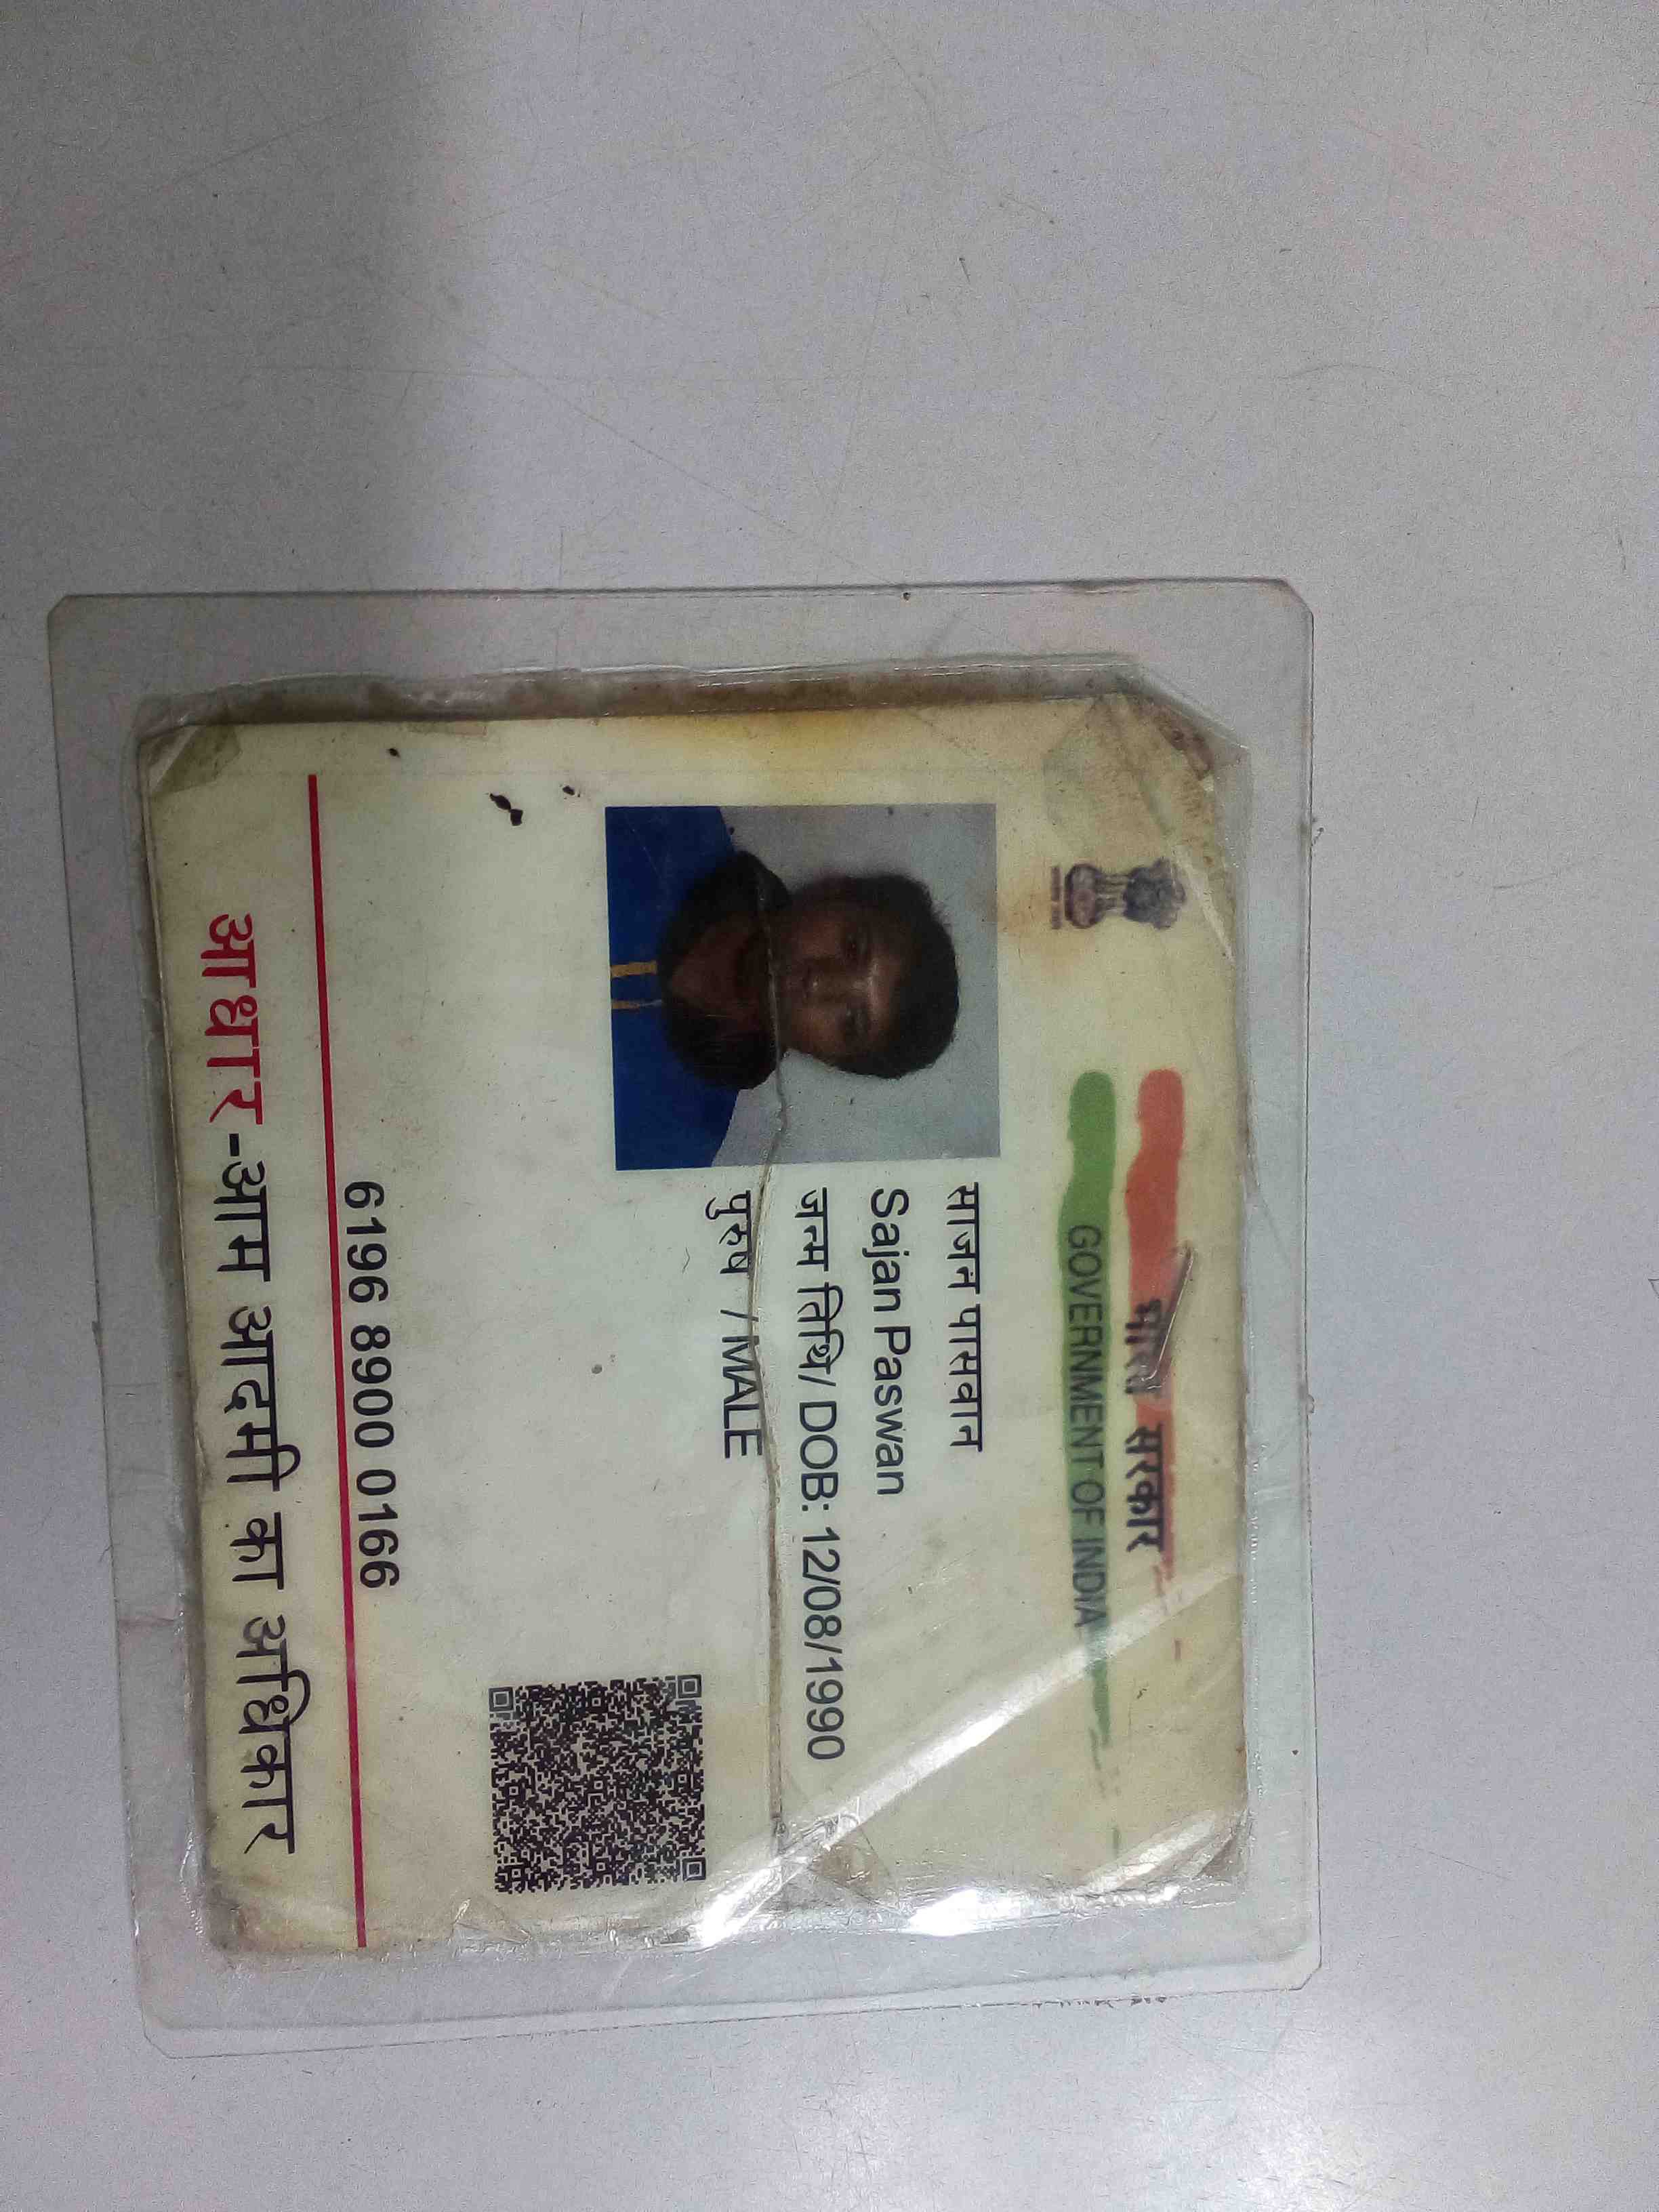 भारत सरकार
GOVERNMENT OF INDIA
साजन पासवान
Sajan Paswan
जन्म तिथि/ DOB: 12/08/1990
पुरुष / MALE
6196 8900 0166
आधार-आम आदमी का अधिकार